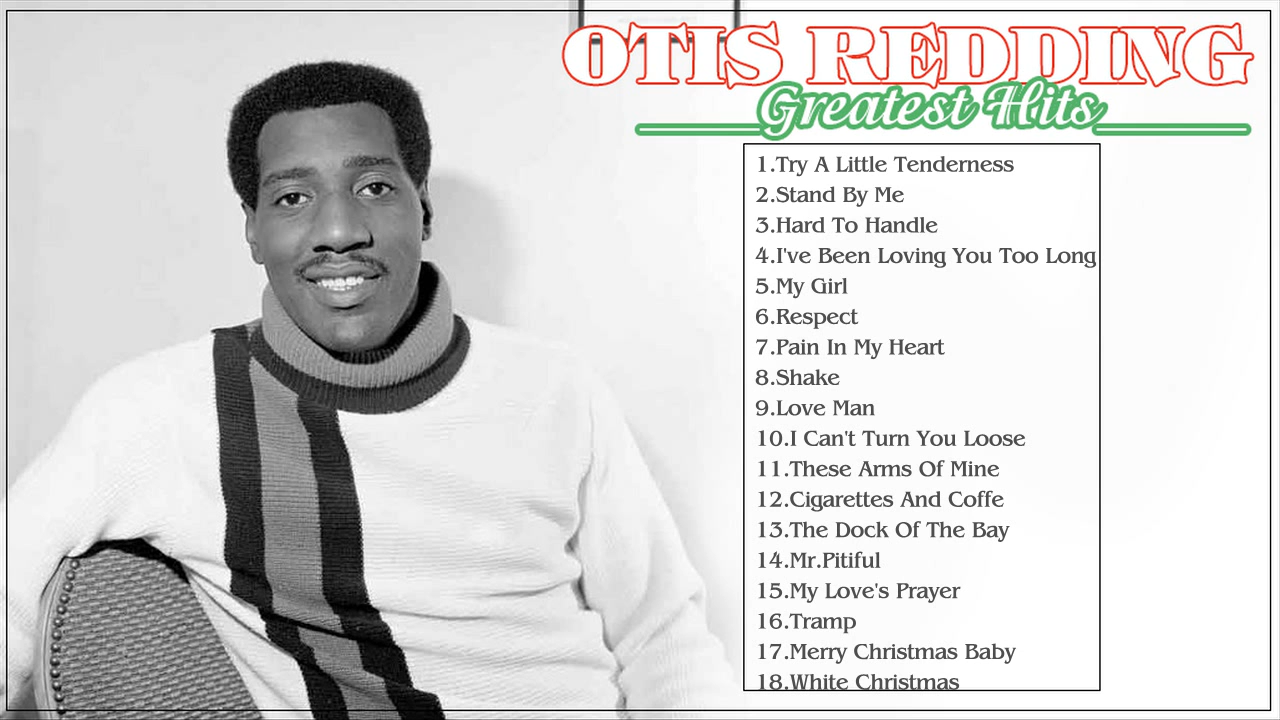 OTIS REDDING
Greatest Hits
1.Try A Little Tenderness
2.Stand By Me
3.Hard To Handle
4.I've Been Loving You Too Long
5.My Girl
6.Respect
7.Pain In My Heart
8.Shake
9.Love Man
10.I Can't Turn You Loose
11.These Arms Of Mine
12.Cigarettes And Coffe
13.The Dock Of The Bay
14.Mr.Pitiful
15.My Love's Prayer
16.Tramp
17.Merry Christmas Baby
18.White Christmas